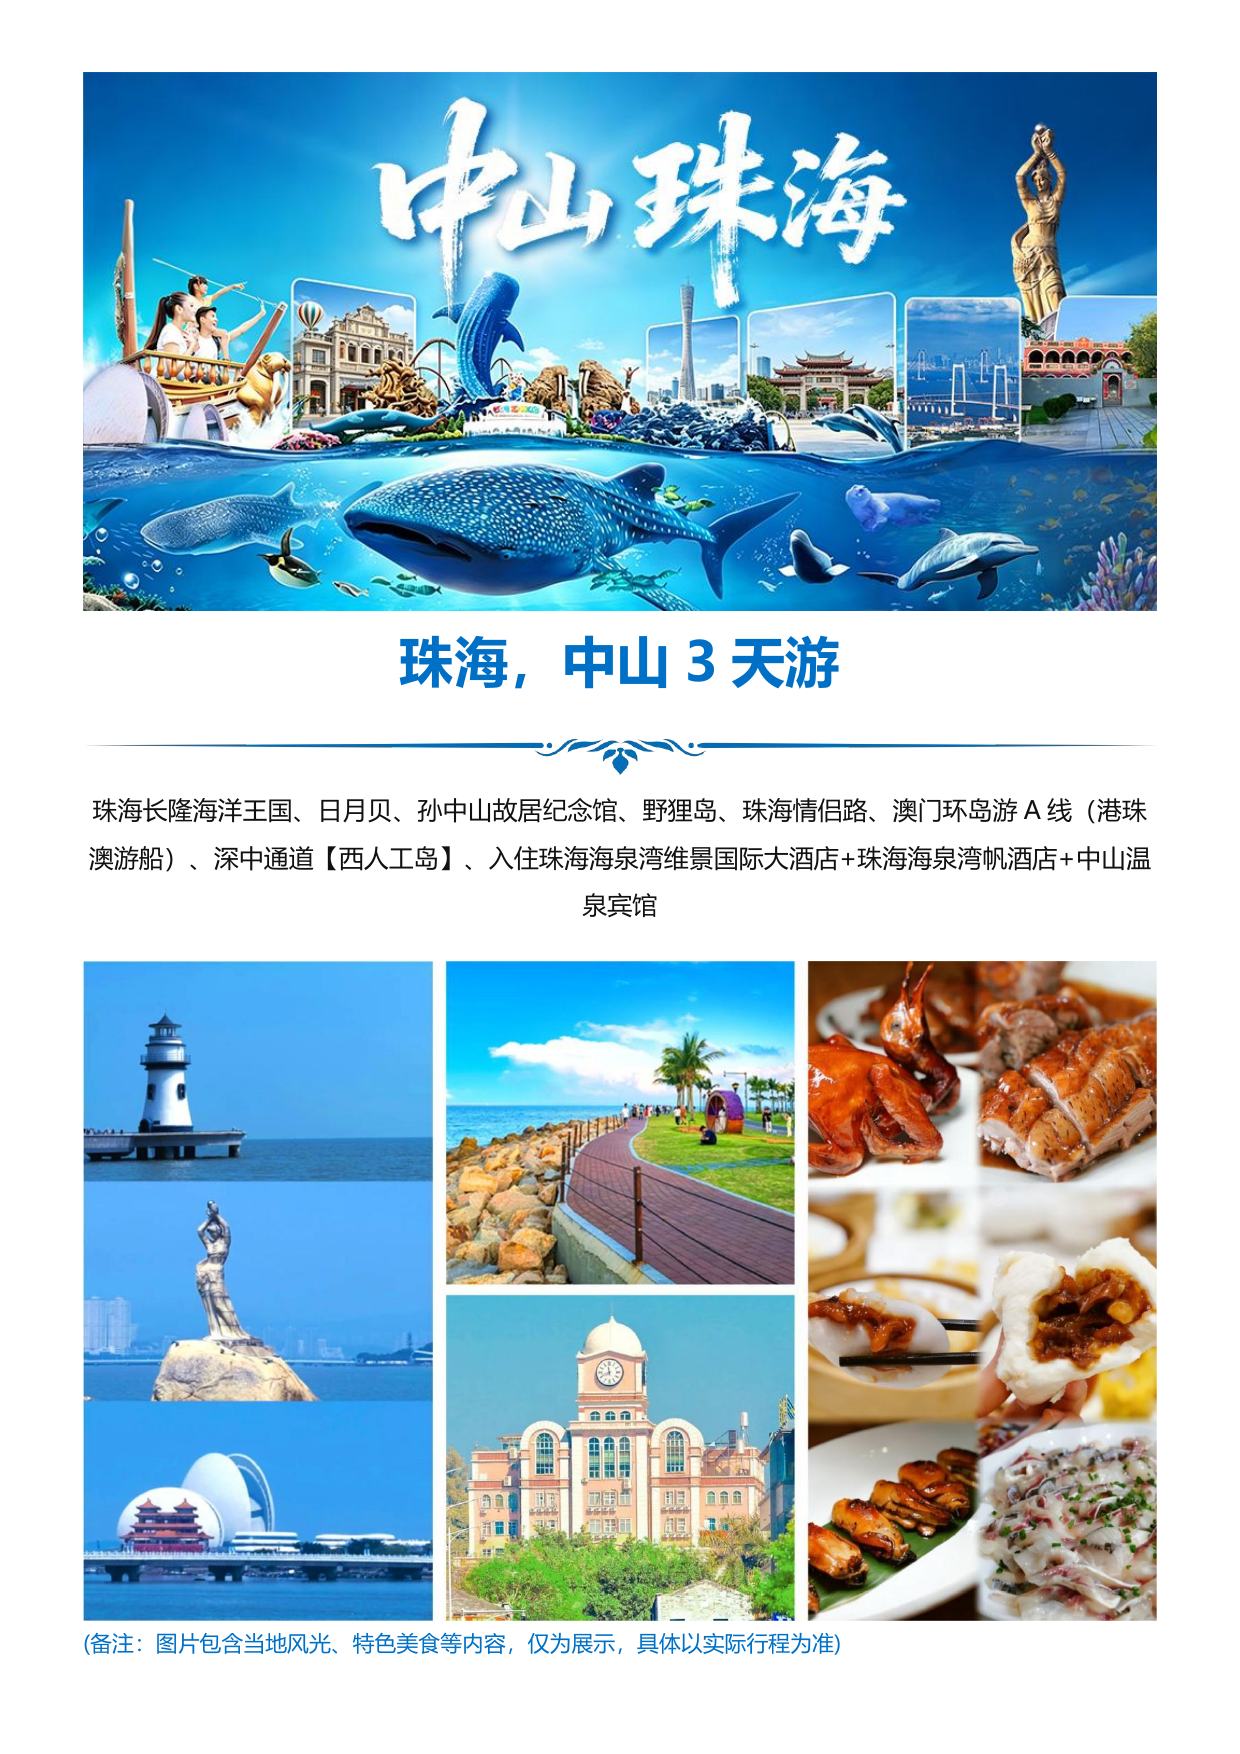 中山珠海
珠海，中山 3 天游
珠海长隆海洋王国、日月贝、孙中山故居纪念馆、野狸岛、珠海情侣路、澳门环岛游 A 线（港珠
澳游船）、深中通道【西人工岛】、入住珠海海泉湾维景国际大酒店+珠海海泉湾帆酒店+中山温
泉宾馆
(备注：图片包含当地风光、特色美食等内容，仅为展示，具体以实际行程为准)